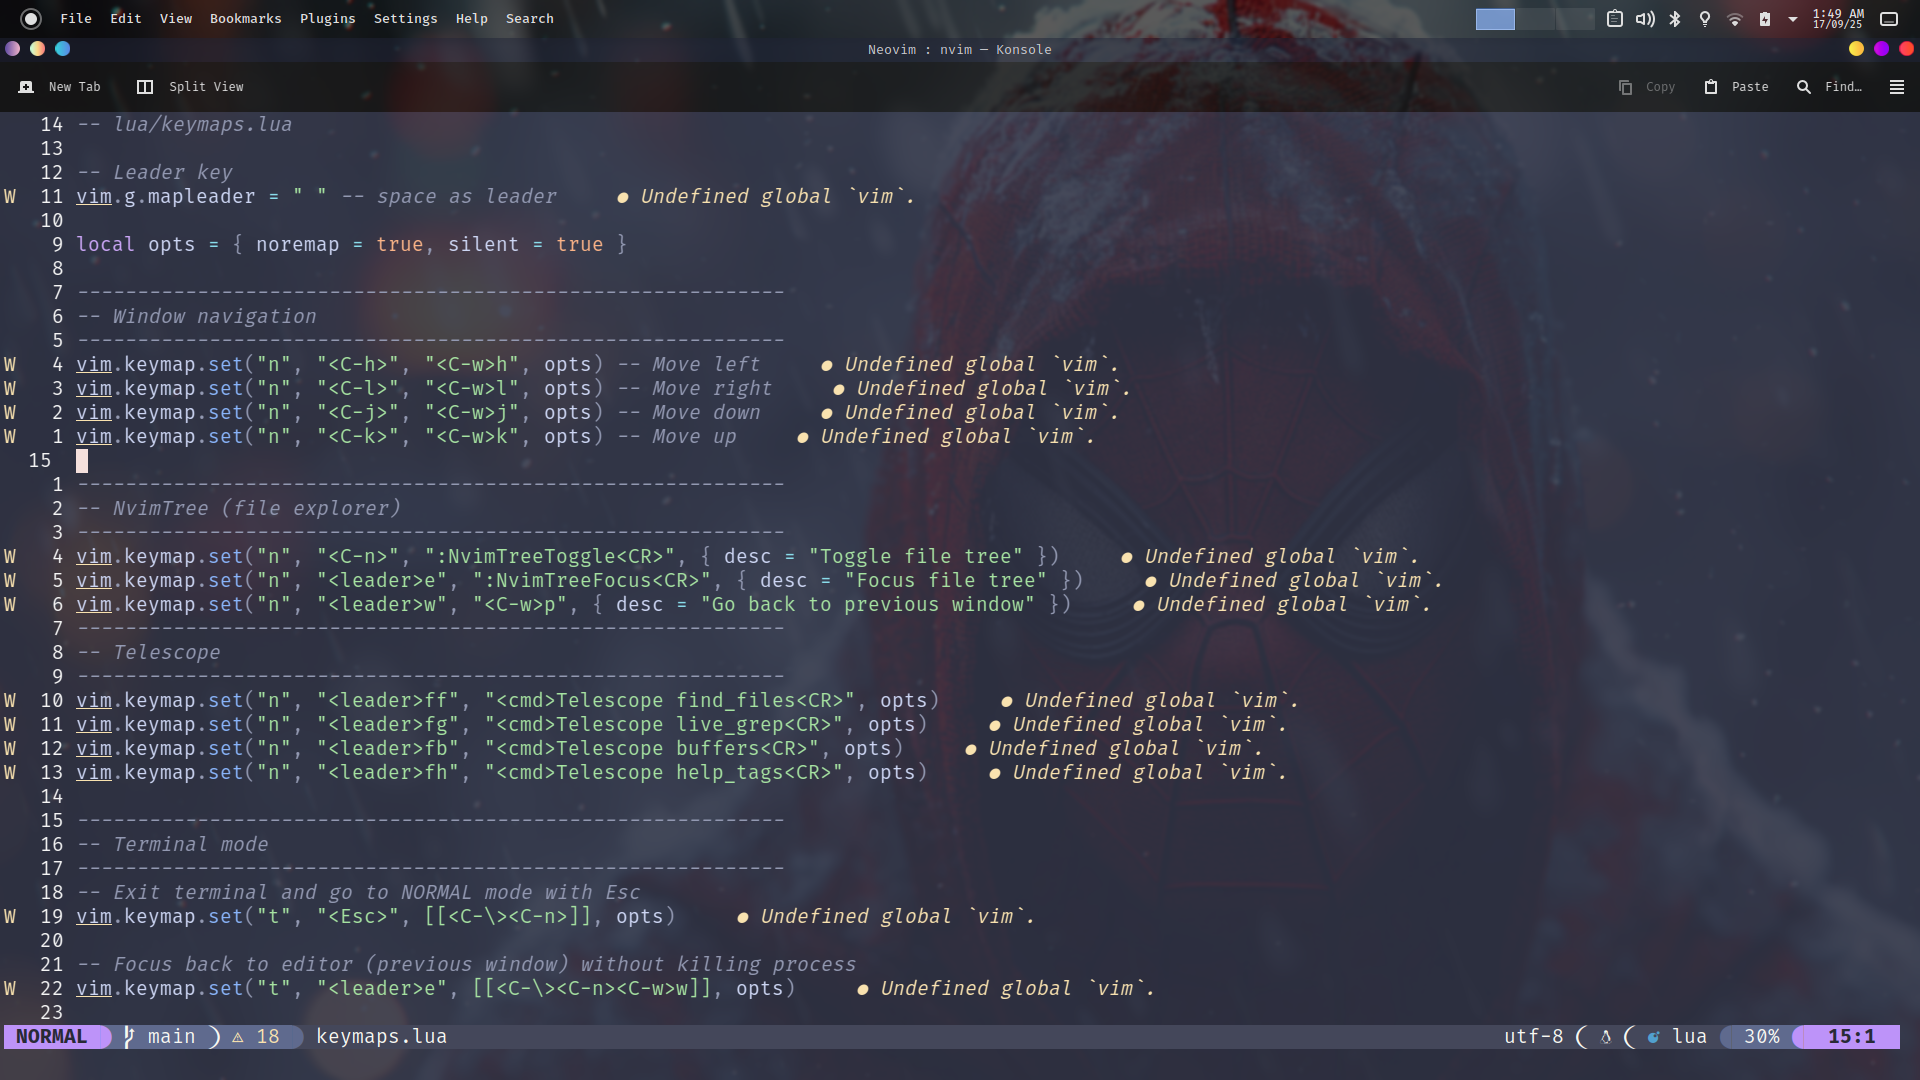 File Edit View Bookmarks Plugins Settings Help Search
1:49 AM
17/09/25
Neovim : nvim — Konsole
New Tab Split View Copy Paste Find…
14 -- lua/keymaps.lua
13
12 -- Leader key
W 11 vim.g.mapleader = " " -- space as leader ● Undefined global `vim`.
10
9 local opts = { noremap = true, silent = true }
8
7 -----------------------------------------------------------
6 -- Window navigation
5 -----------------------------------------------------------
W 4 vim.keymap.set("n", "<C-h>", "<C-w>h", opts) -- Move left ● Undefined global `vim`.
W 3 vim.keymap.set("n", "<C-l>", "<C-w>l", opts) -- Move right ● Undefined global `vim`.
W 2 vim.keymap.set("n", "<C-j>", "<C-w>j", opts) -- Move down ● Undefined global `vim`.
W 1 vim.keymap.set("n", "<C-k>", "<C-w>k", opts) -- Move up ● Undefined global `vim`.
15
1 -----------------------------------------------------------
2 -- NvimTree (file explorer)
3 -----------------------------------------------------------
W 4 vim.keymap.set("n", "<C-n>", ":NvimTreeToggle<CR>", { desc = "Toggle file tree" }) ● Undefined global `vim`.
W 5 vim.keymap.set("n", "<leader>e", ":NvimTreeFocus<CR>", { desc = "Focus file tree" }) ● Undefined global `vim`.
W 6 vim.keymap.set("n", "<leader>w", "<C-w>p", { desc = "Go back to previous window" }) ● Undefined global `vim`.
7 -----------------------------------------------------------
8 -- Telescope
9 -----------------------------------------------------------
W 10 vim.keymap.set("n", "<leader>ff", "<cmd>Telescope find_files<CR>", opts) ● Undefined global `vim`.
W 11 vim.keymap.set("n", "<leader>fg", "<cmd>Telescope live_grep<CR>", opts) ● Undefined global `vim`.
W 12 vim.keymap.set("n", "<leader>fb", "<cmd>Telescope buffers<CR>", opts) ● Undefined global `vim`.
W 13 vim.keymap.set("n", "<leader>fh", "<cmd>Telescope help_tags<CR>", opts) ● Undefined global `vim`.
14
15 -----------------------------------------------------------
16 -- Terminal mode
17 -----------------------------------------------------------
18 -- Exit terminal and go to NORMAL mode with Esc
W 19 vim.keymap.set("t", "<Esc>", [[<C-\><C-n>]], opts) ● Undefined global `vim`.
20
21 -- Focus back to editor (previous window) without killing process
W 22 vim.keymap.set("t", "<leader>e", [[<C-\><C-n><C-w>w]], opts) ● Undefined global `vim`.
23
NORMAL main ⚠ 18 keymaps.lua utf-8 lua 30% 15:1